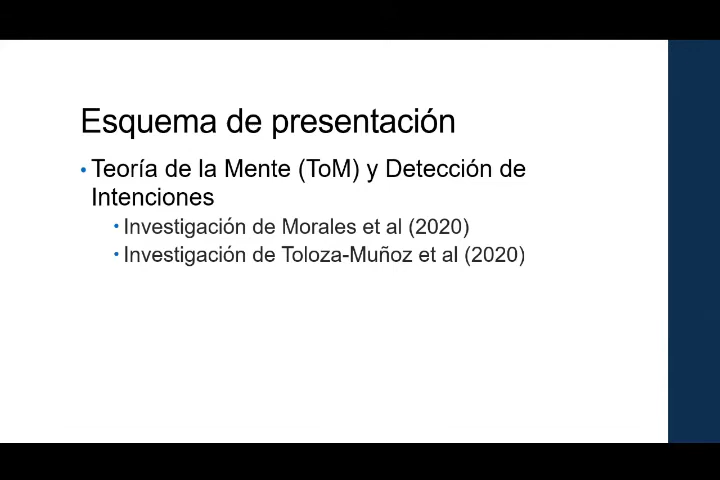 Esquema de presentación
• Teoría de la Mente (ToM) y Detección de
Intenciones
• Investigación de Morales et al (2020)
• Investigación de Toloza-Muñoz et al (2020)